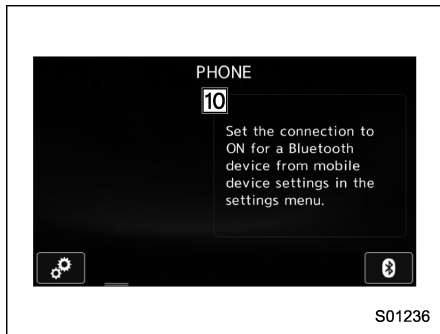 PHONE
10
Set the connection to
ON for a Bluetooth
device from mobile
device settings in the
settings menu.
S01236